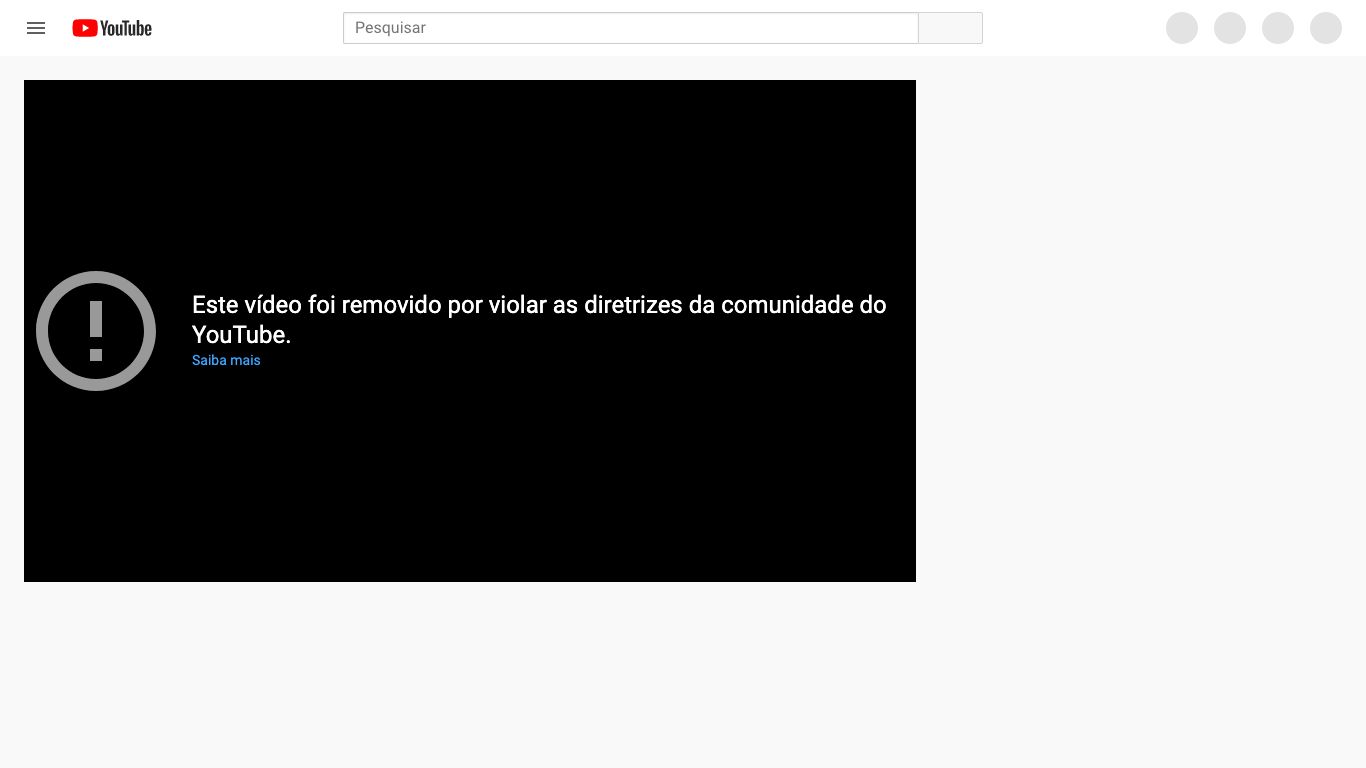 YouTube
Pesquisar
Este vídeo foi removido por violar as diretrizes da comunidade do
YouTube.
Saiba mais